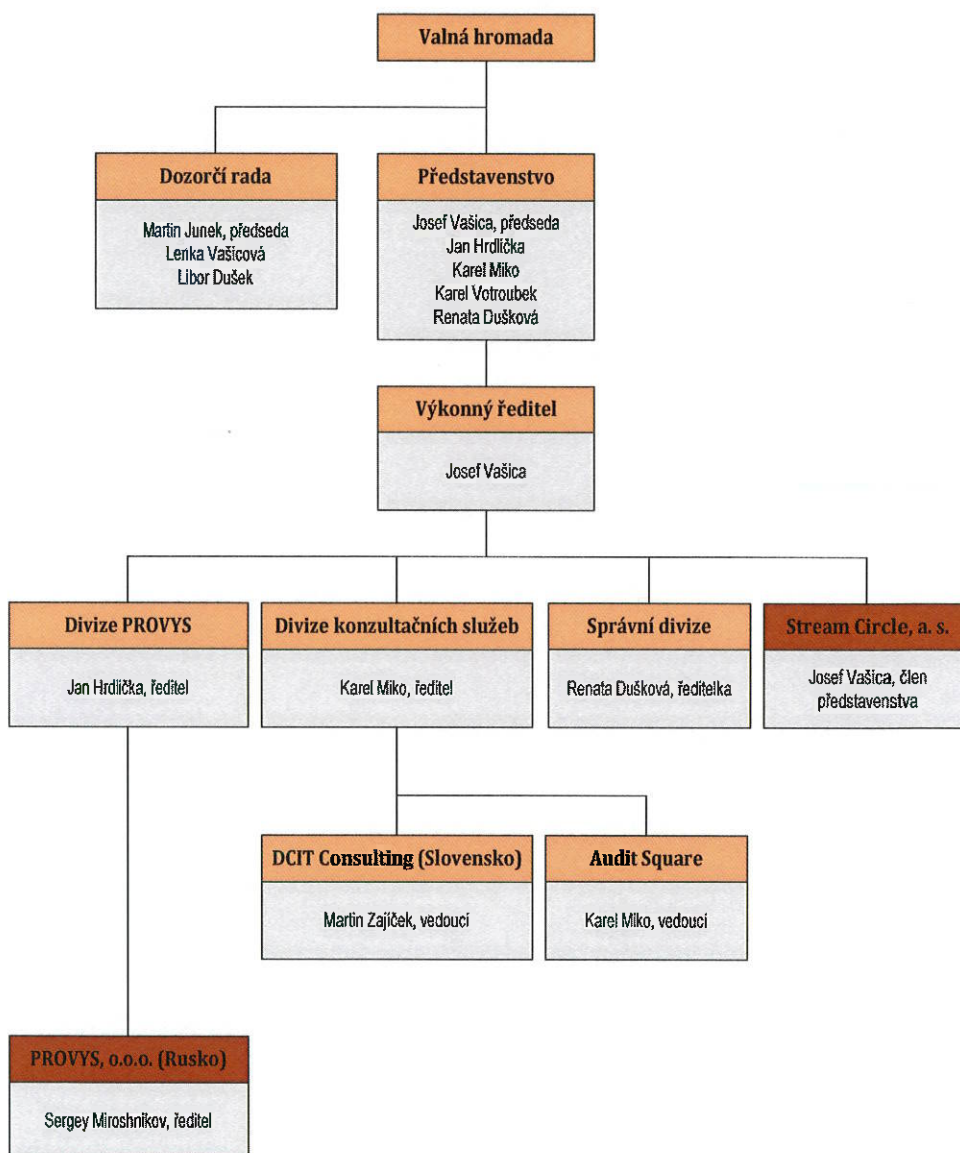 Valná hromada
Dozorčí rada
Martin Junek, předseda
Lenka Vašicová
Libor Dušek
Představenstvo
Josef Vašica, předseda
Jan Hrdlička
Karel Miko
Karel Votroubek
Renata Dušková
Výkonný ředitel
Josef Vašica
Divize PROVYS
Jan Hrdlička, ředitel
Divize konzultačních služeb
Karel Miko, ředitel
Správní divize
Renata Dušková, ředitelka
Stream Circle, a. s.
Josef Vašica, člen
představenstva
DCIT Consulting (Slovensko)
Martin Zajíček, vedoucí
Audit Square
Karel Miko, vedoucí
PROVYS, o.o.o. (Rusko)
Sergey Miroshnikov, ředitel